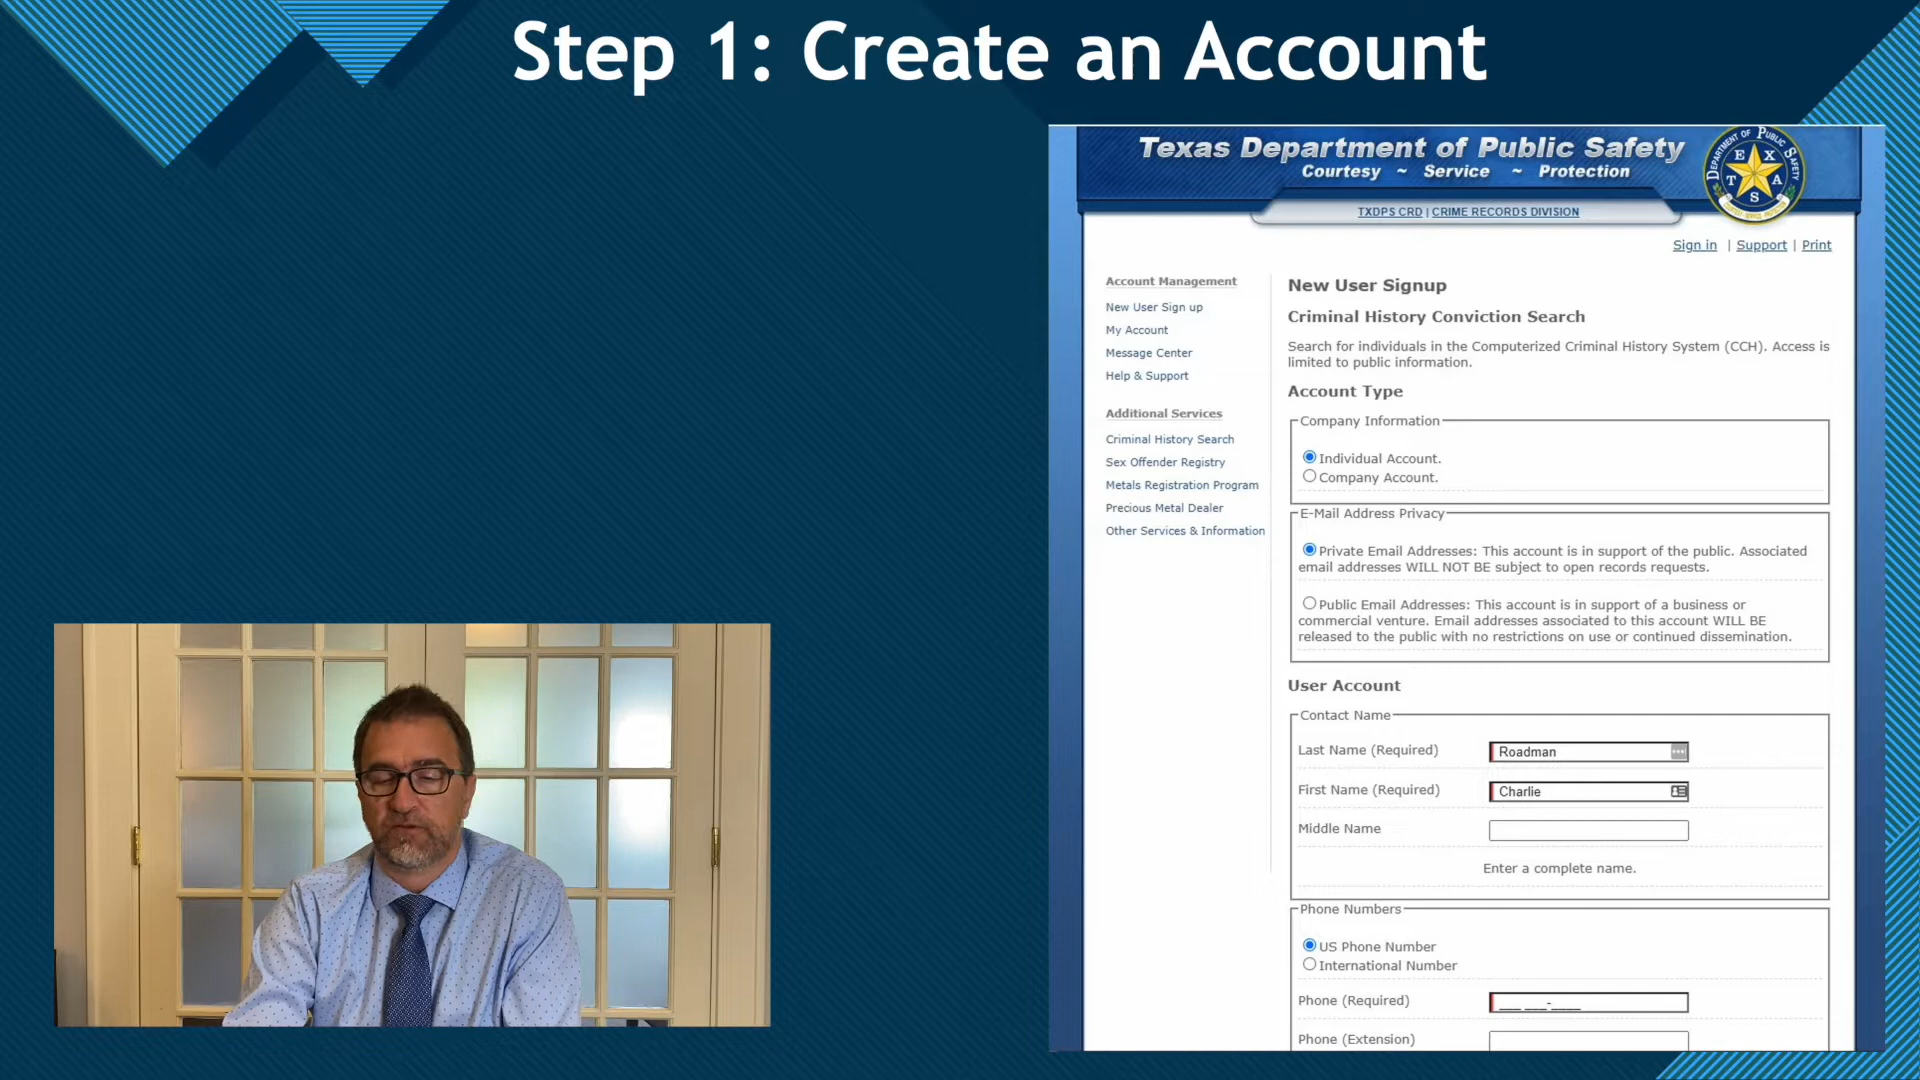 Step 1: Create an Account
Texas Department of Public Safety
Courtesy ~ Service ~ Protection
DEPARTMENT OF PUBLIC SAFETY
TEXAS
TXDPS CRD | CRIME RECORDS DIVISION
Sign in | Support | Print
Account Management
New User Sign up
My Account
Message Center
Help & Support
Additional Services
Criminal History Search
Sex Offender Registry
Metals Registration Program
Precious Metal Dealer
Other Services & Information
New User Signup
Criminal History Conviction Search
Search for individuals in the Computerized Criminal History System (CCH). Access is
limited to public information.
Account Type
Company Information
Individual Account.
Company Account.
E-Mail Address Privacy
Private Email Addresses: This account is in support of the public. Associated
email addresses WILL NOT BE subject to open records requests.
Public Email Addresses: This account is in support of a business or
commercial venture. Email addresses associated to this account WILL BE
released to the public with no restrictions on use or continued dissemination.
User Account
Contact Name
Last Name (Required) Roadman
First Name (Required) Charlie
Middle Name
Enter a complete name.
Phone Numbers
US Phone Number
International Number
Phone (Required) ___ ___-____
Phone (Extension)